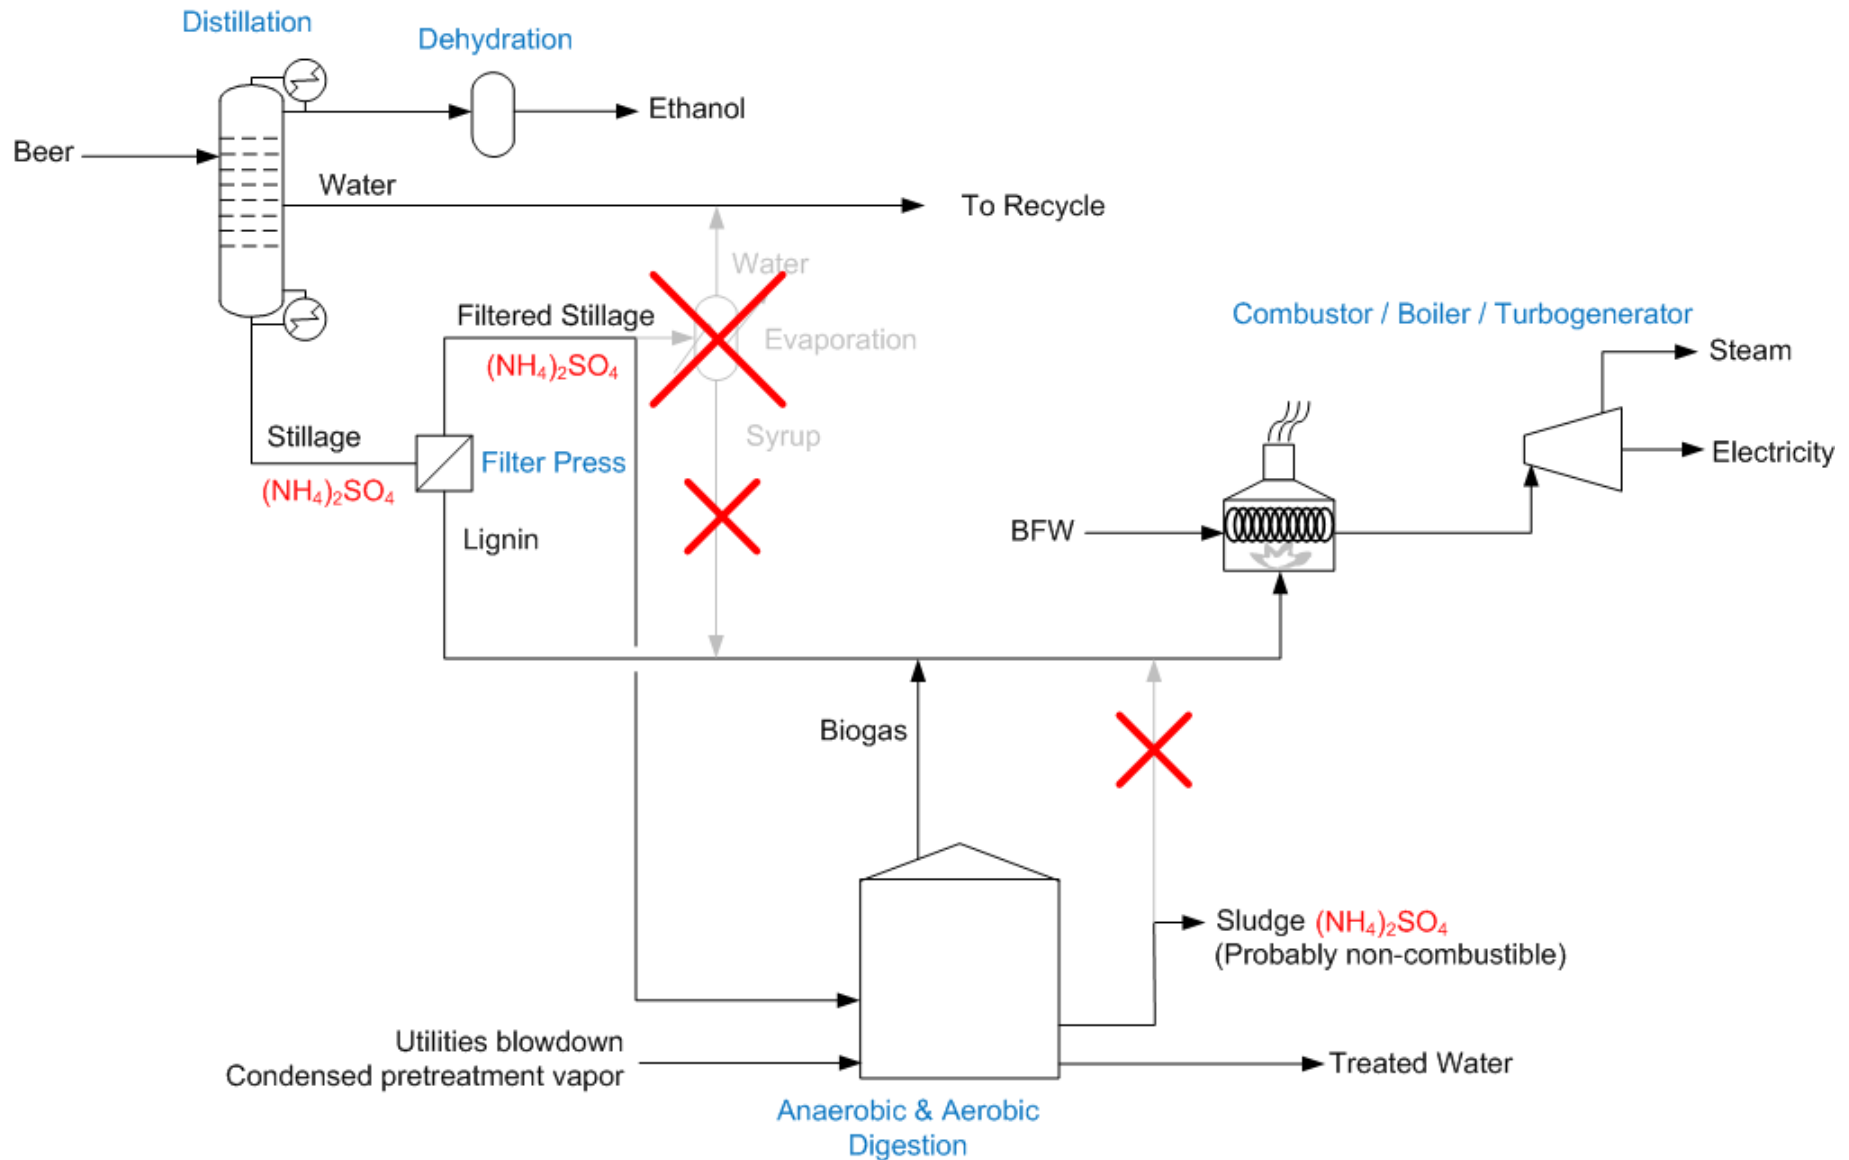 Distillation
Dehydration
Ethanol
Beer
Water
To Recycle
Water
Filtered Stillage
(NH₄)₂SO₄
Evaporation
Combustor / Boiler / Turbogenerator
Steam
Syrup
Stillage
(NH₄)₂SO₄
Filter Press
Electricity
Lignin
BFW
Biogas
Sludge (NH₄)₂SO₄
(Probably non-combustible)
Utilities blowdown
Condensed pretreatment vapor
Treated Water
Anaerobic & Aerobic
Digestion